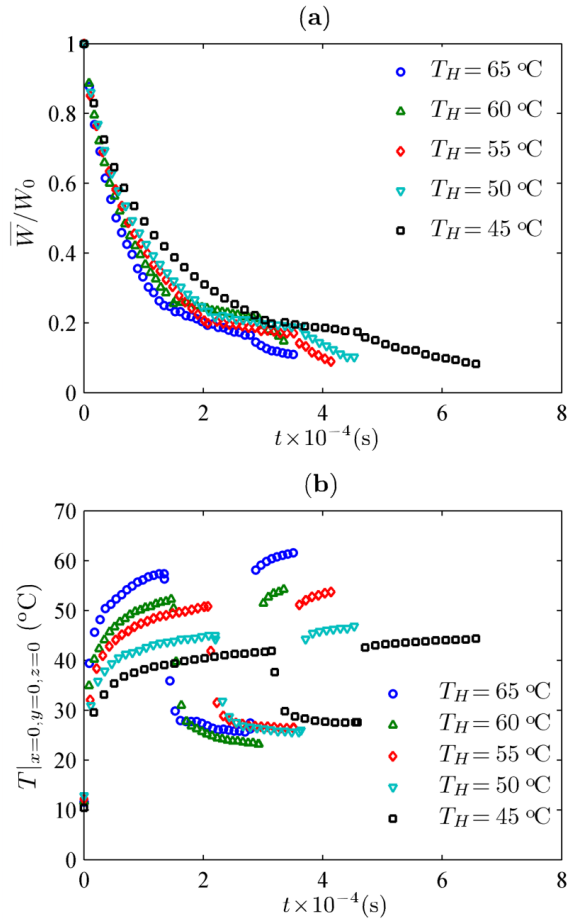 (a)
1
0.8
0.6
0.4
0.2
0
W̅/W₀
0 2 4 6 8
t×10⁻⁴(s)
T_H = 65 °C
T_H = 60 °C
T_H = 55 °C
T_H = 50 °C
T_H = 45 °C
(b)
70
60
50
40
30
20
10
0
T|x=0,y=0,z=0 (°C)
0 2 4 6 8
t×10⁻⁴(s)
T_H = 65 °C
T_H = 60 °C
T_H = 55 °C
T_H = 50 °C
T_H = 45 °C